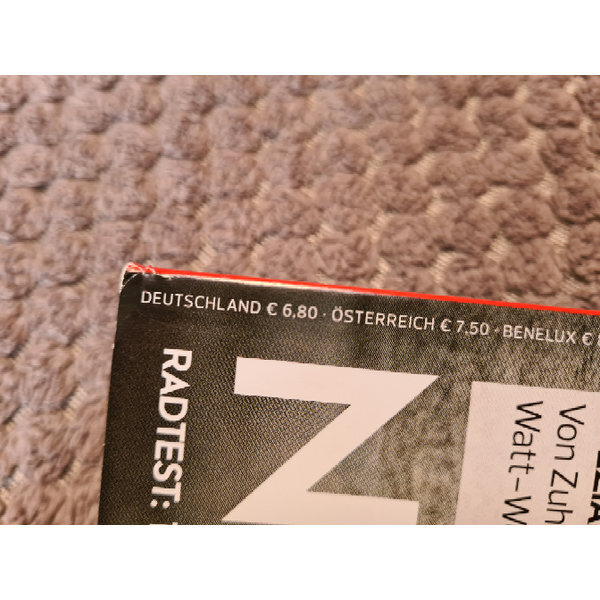 DEUTSCHLAND € 6,80 · ÖSTERREICH € 7,50 · BENELUX €
RADTEST:
N
Von Zuh
Watt-W